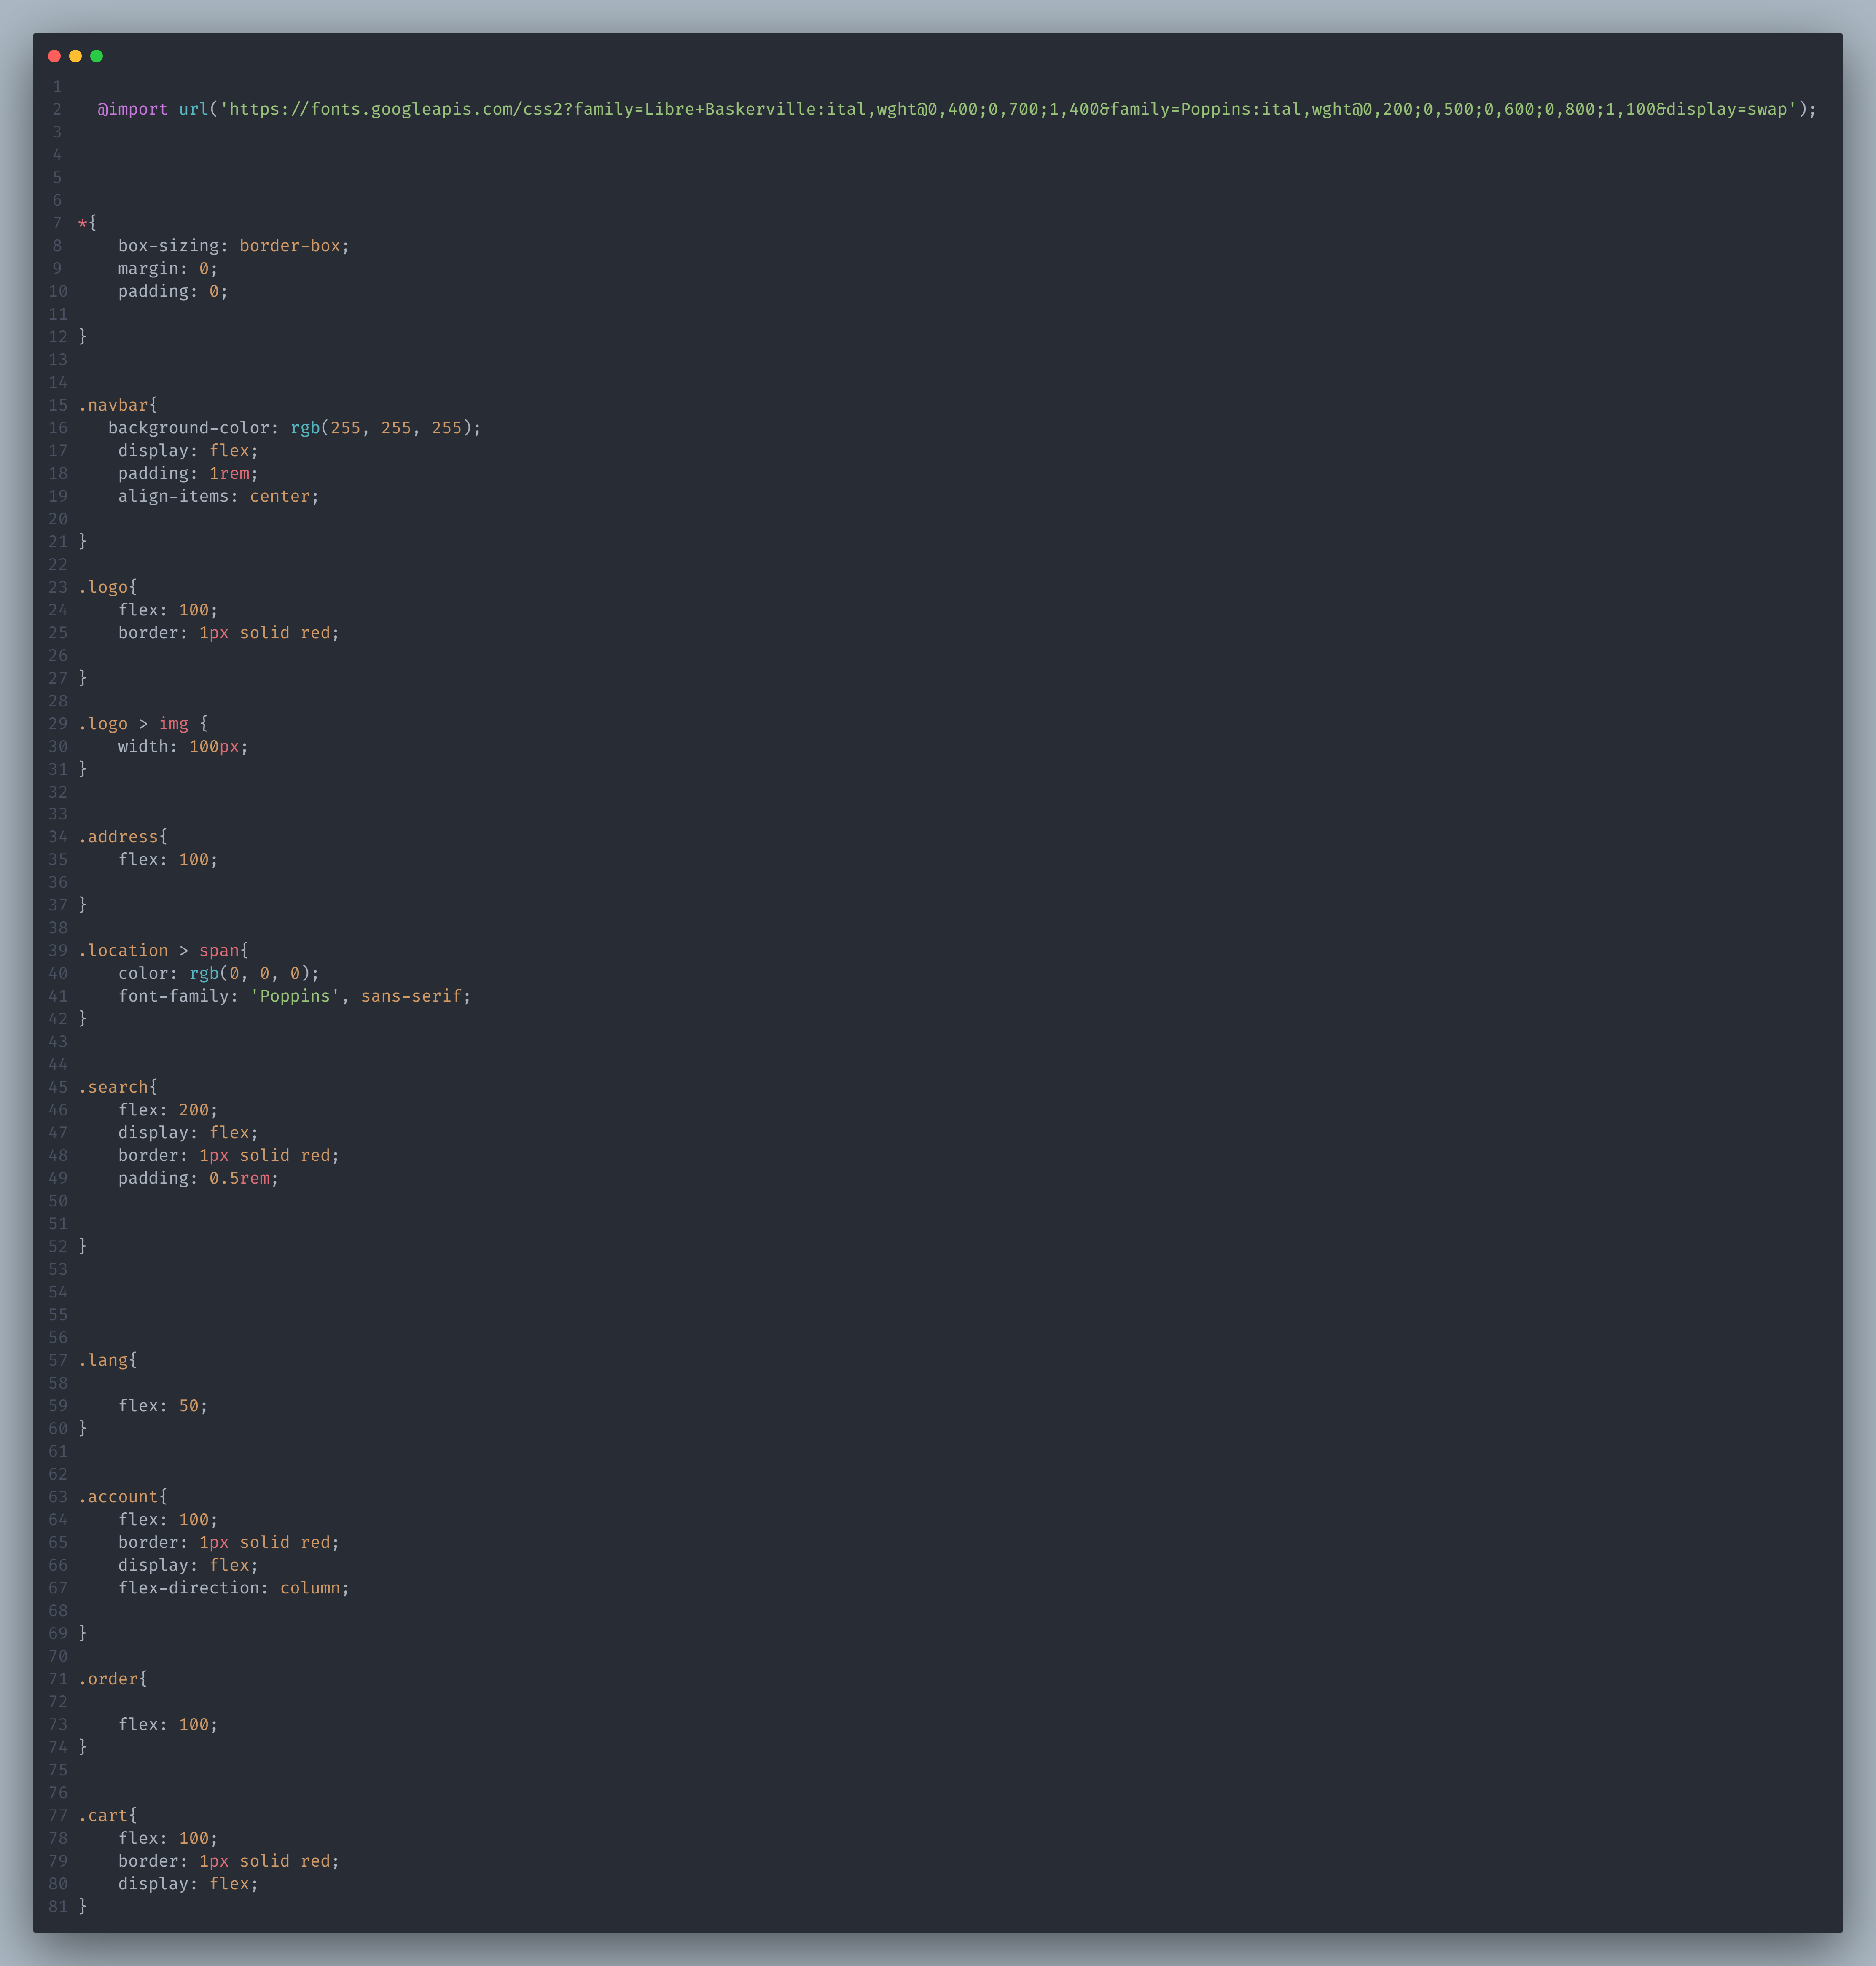 1
2   @import url('https://fonts.googleapis.com/css2?family=Libre+Baskerville:ital,wght@0,400;0,700;1,400&family=Poppins:ital,wght@0,200;0,500;0,600;0,800;1,100&display=swap');
3
4
5
6
7 *{
8     box-sizing: border-box;
9     margin: 0;
10     padding: 0;
11
12 }
13
14
15 .navbar{
16    background-color: rgb(255, 255, 255);
17     display: flex;
18     padding: 1rem;
19     align-items: center;
20
21 }
22
23 .logo{
24     flex: 100;
25     border: 1px solid red;
26
27 }
28
29 .logo > img {
30     width: 100px;
31 }
32
33
34 .address{
35     flex: 100;
36
37 }
38
39 .location > span{
40     color: rgb(0, 0, 0);
41     font-family: 'Poppins', sans-serif;
42 }
43
44
45 .search{
46     flex: 200;
47     display: flex;
48     border: 1px solid red;
49     padding: 0.5rem;
50
51
52 }
53
54
55
56
57 .lang{
58
59     flex: 50;
60 }
61
62
63 .account{
64     flex: 100;
65     border: 1px solid red;
66     display: flex;
67     flex-direction: column;
68
69 }
70
71 .order{
72
73     flex: 100;
74 }
75
76
77 .cart{
78     flex: 100;
79     border: 1px solid red;
80     display: flex;
81 }